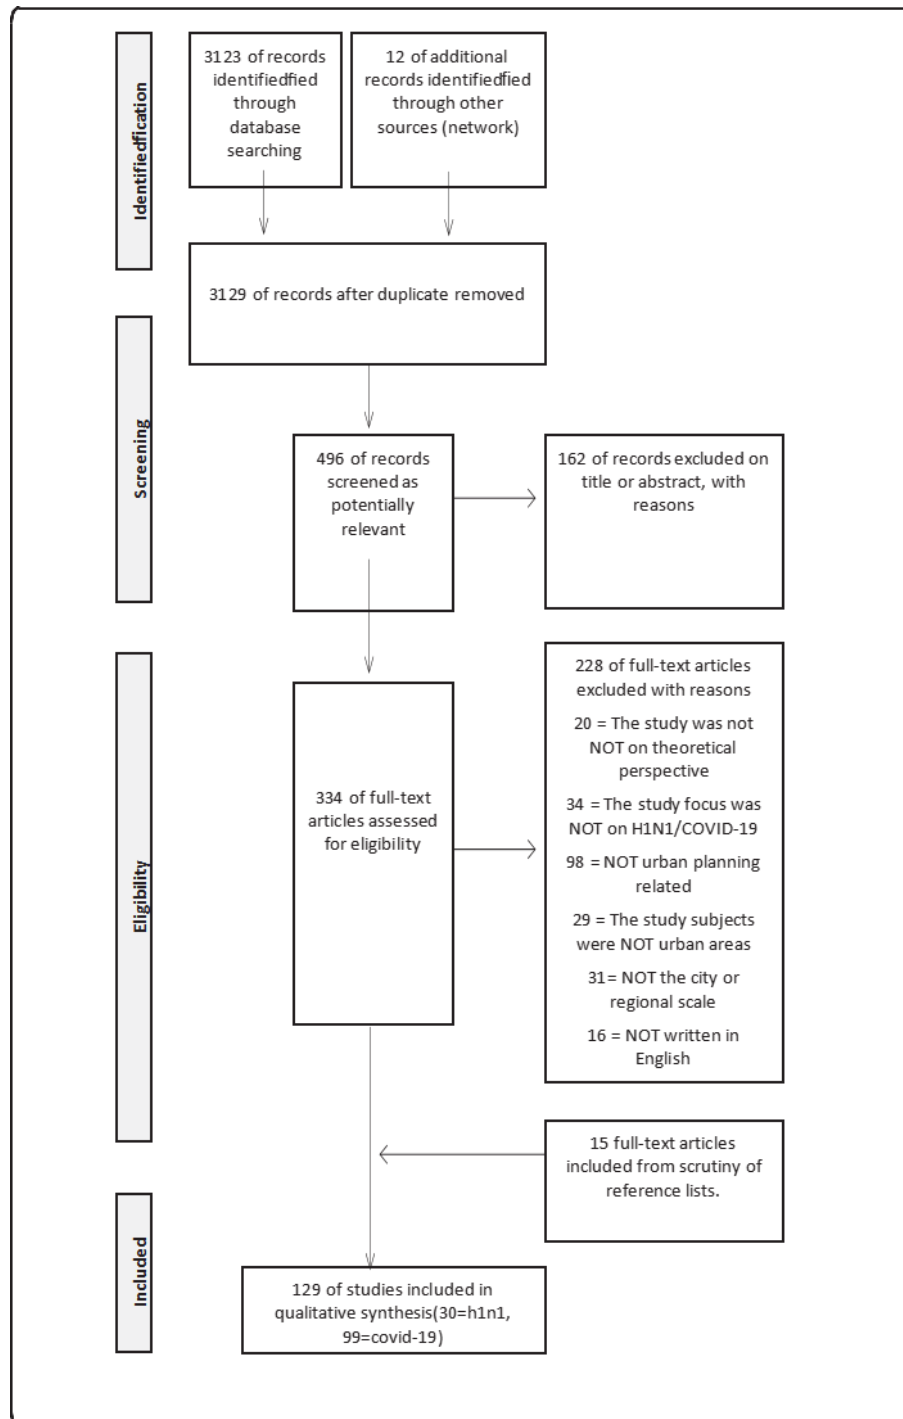 Identifiedfication
3123 of records
identifiedfied
through
database
searching
12 of additional
records identifiedfied
through other
sources (network)
3129 of records after duplicate removed
Screening
496 of records
screened as
potentially
relevant
162 of records excluded on
title or abstract, with
reasons
Eligibility
334 of full-text
articles assessed
for eligibility
228 of full-text articles
excluded with reasons
20 = The study was not
NOT on theoretical
perspective
34 = The study focus was
NOT on H1N1/COVID-19
98 = NOT urban planning
related
29 = The study subjects
were NOT urban areas
31= NOT the city or
regional scale
16 = NOT written in
English
15 full-text articles
included from scrutiny of
reference lists.
Included
129 of studies included in
qualitative synthesis(30=h1n1,
99=covid-19)